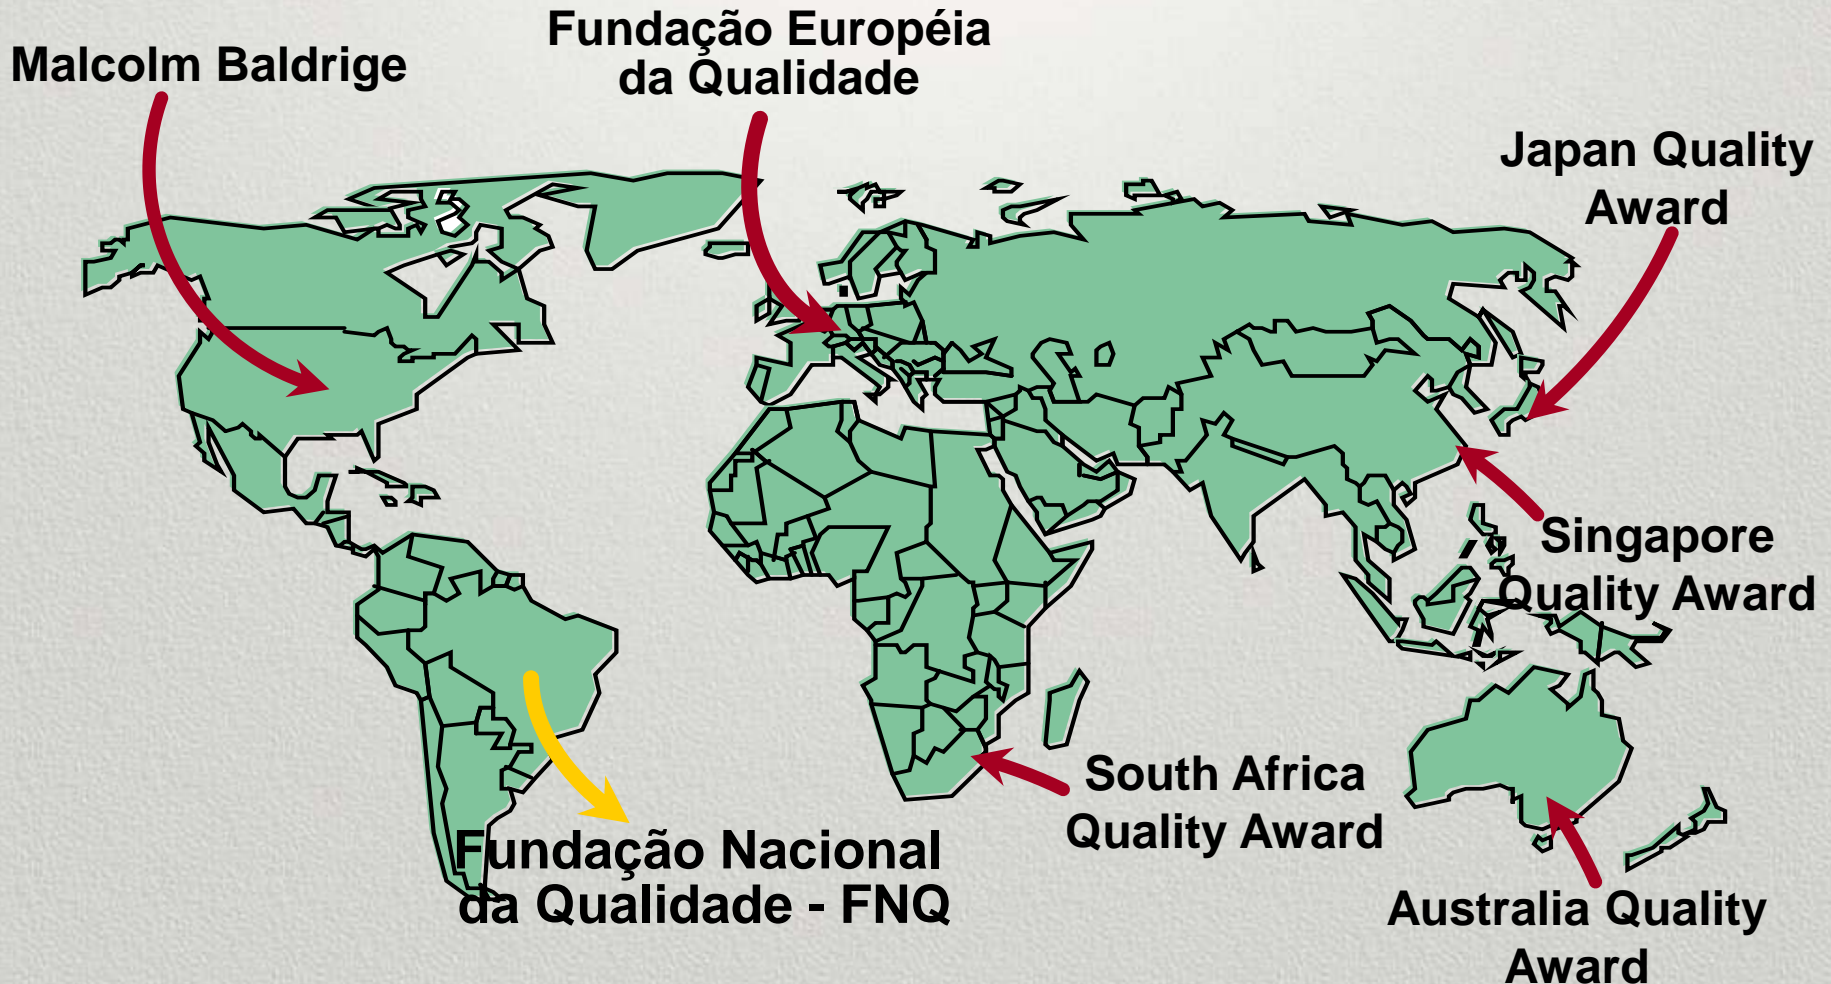 Malcolm Baldrige
Fundação Européia
da Qualidade
Japan Quality
Award
Singapore
Quality Award
South Africa
Quality Award
Fundação Nacional
da Qualidade - FNQ
Australia Quality
Award